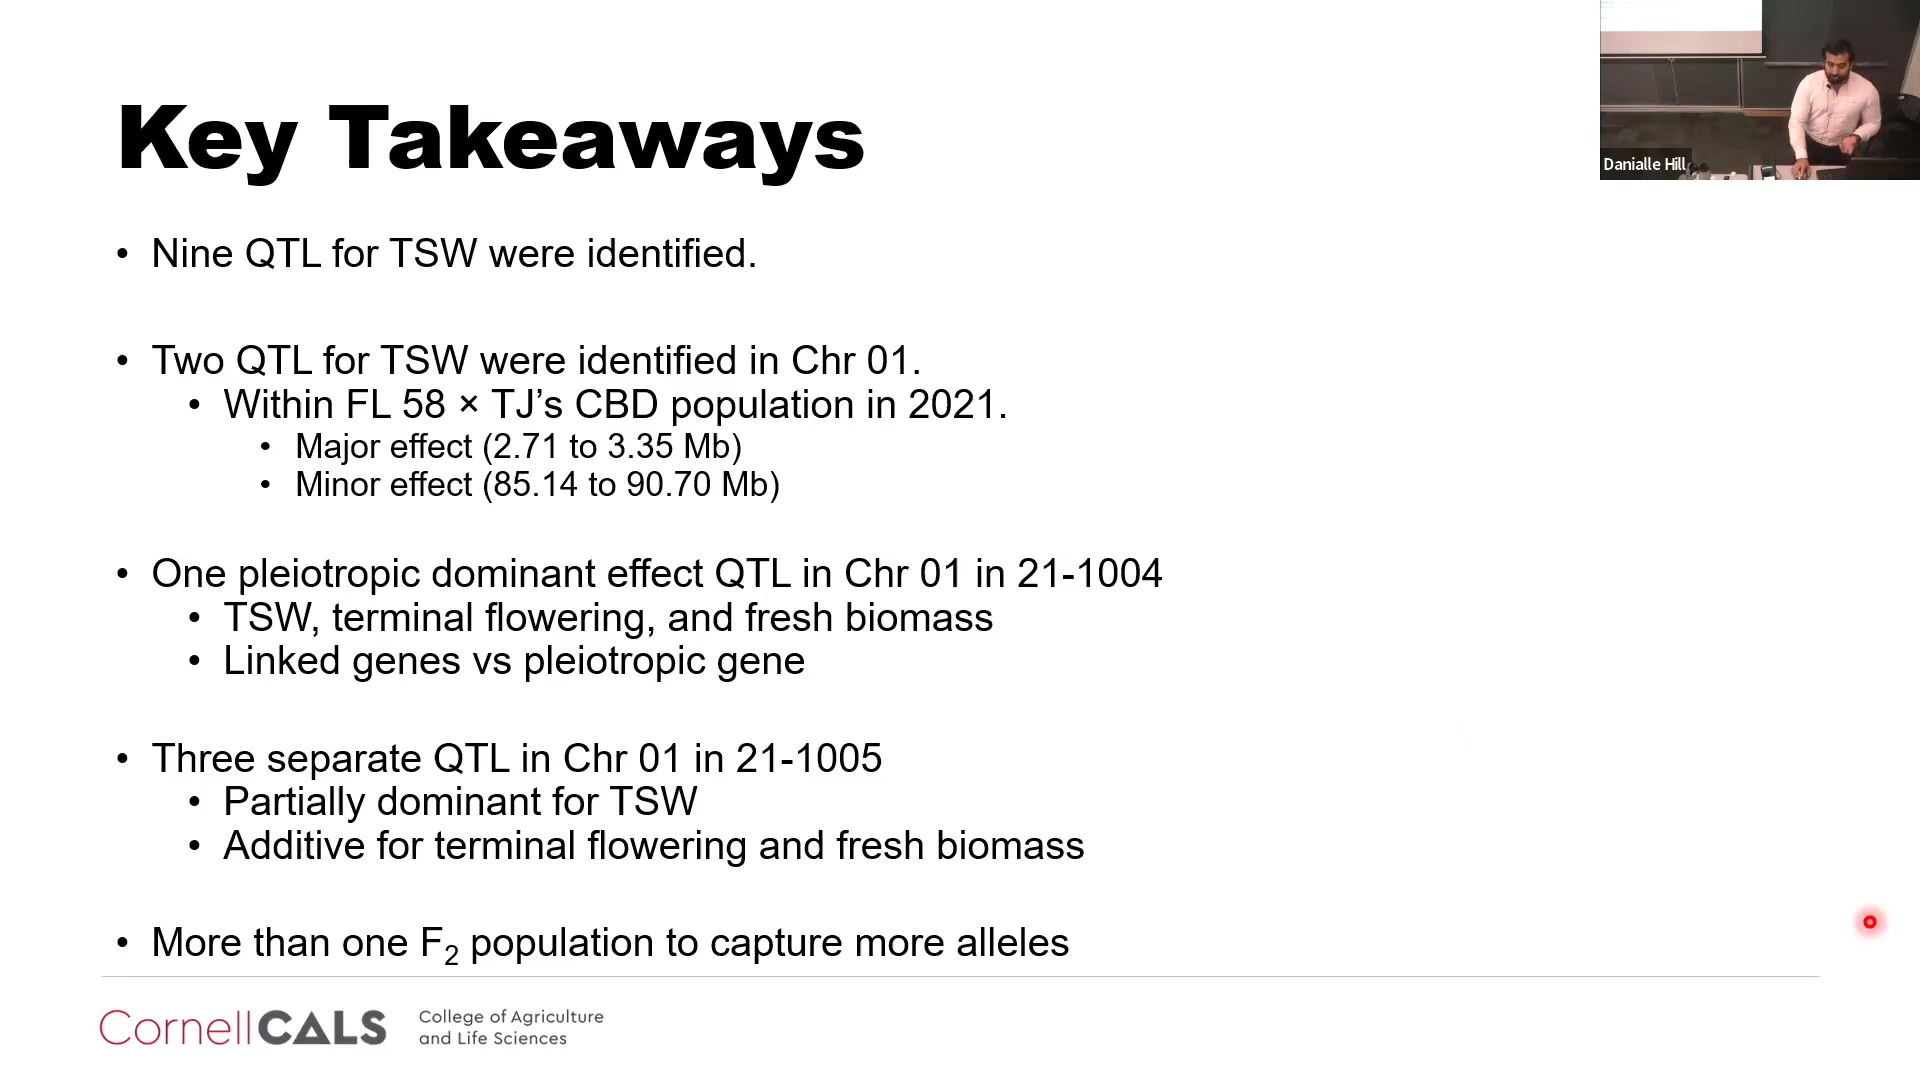 Key Takeaways
• Nine QTL for TSW were identified.
• Two QTL for TSW were identified in Chr 01.
• Within FL 58 × TJ’s CBD population in 2021.
• Major effect (2.71 to 3.35 Mb)
• Minor effect (85.14 to 90.70 Mb)
• One pleiotropic dominant effect QTL in Chr 01 in 21-1004
• TSW, terminal flowering, and fresh biomass
• Linked genes vs pleiotropic gene
• Three separate QTL in Chr 01 in 21-1005
• Partially dominant for TSW
• Additive for terminal flowering and fresh biomass
• More than one F₂ population to capture more alleles
CornellCALS
College of Agriculture
and Life Sciences
Danialle Hill